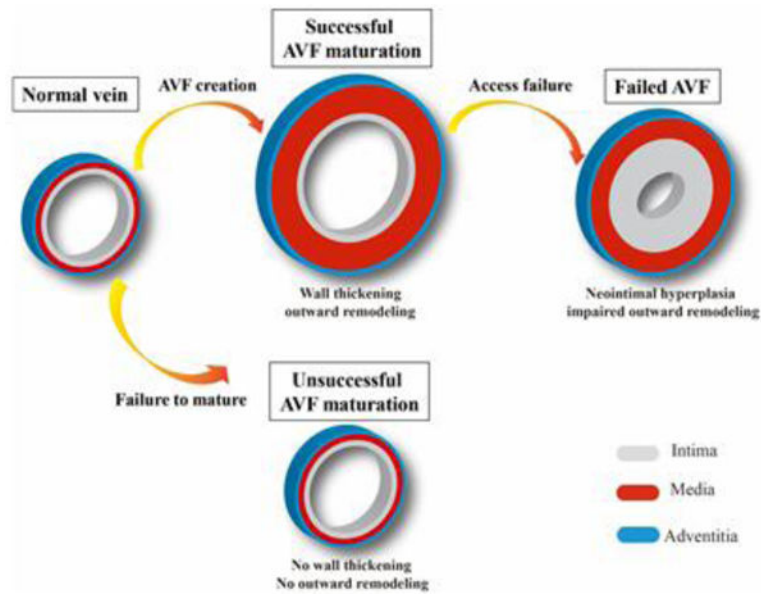 Successful
AVF maturation
Normal vein
AVF creation
Access failure
Failed AVF
Wall thickening
outward remodeling
Neointimal hyperplasia
impaired outward remodeling
Failure to mature
Unsuccessful
AVF maturation
No wall thickening
No outward remodeling
Intima
Media
Adventitia